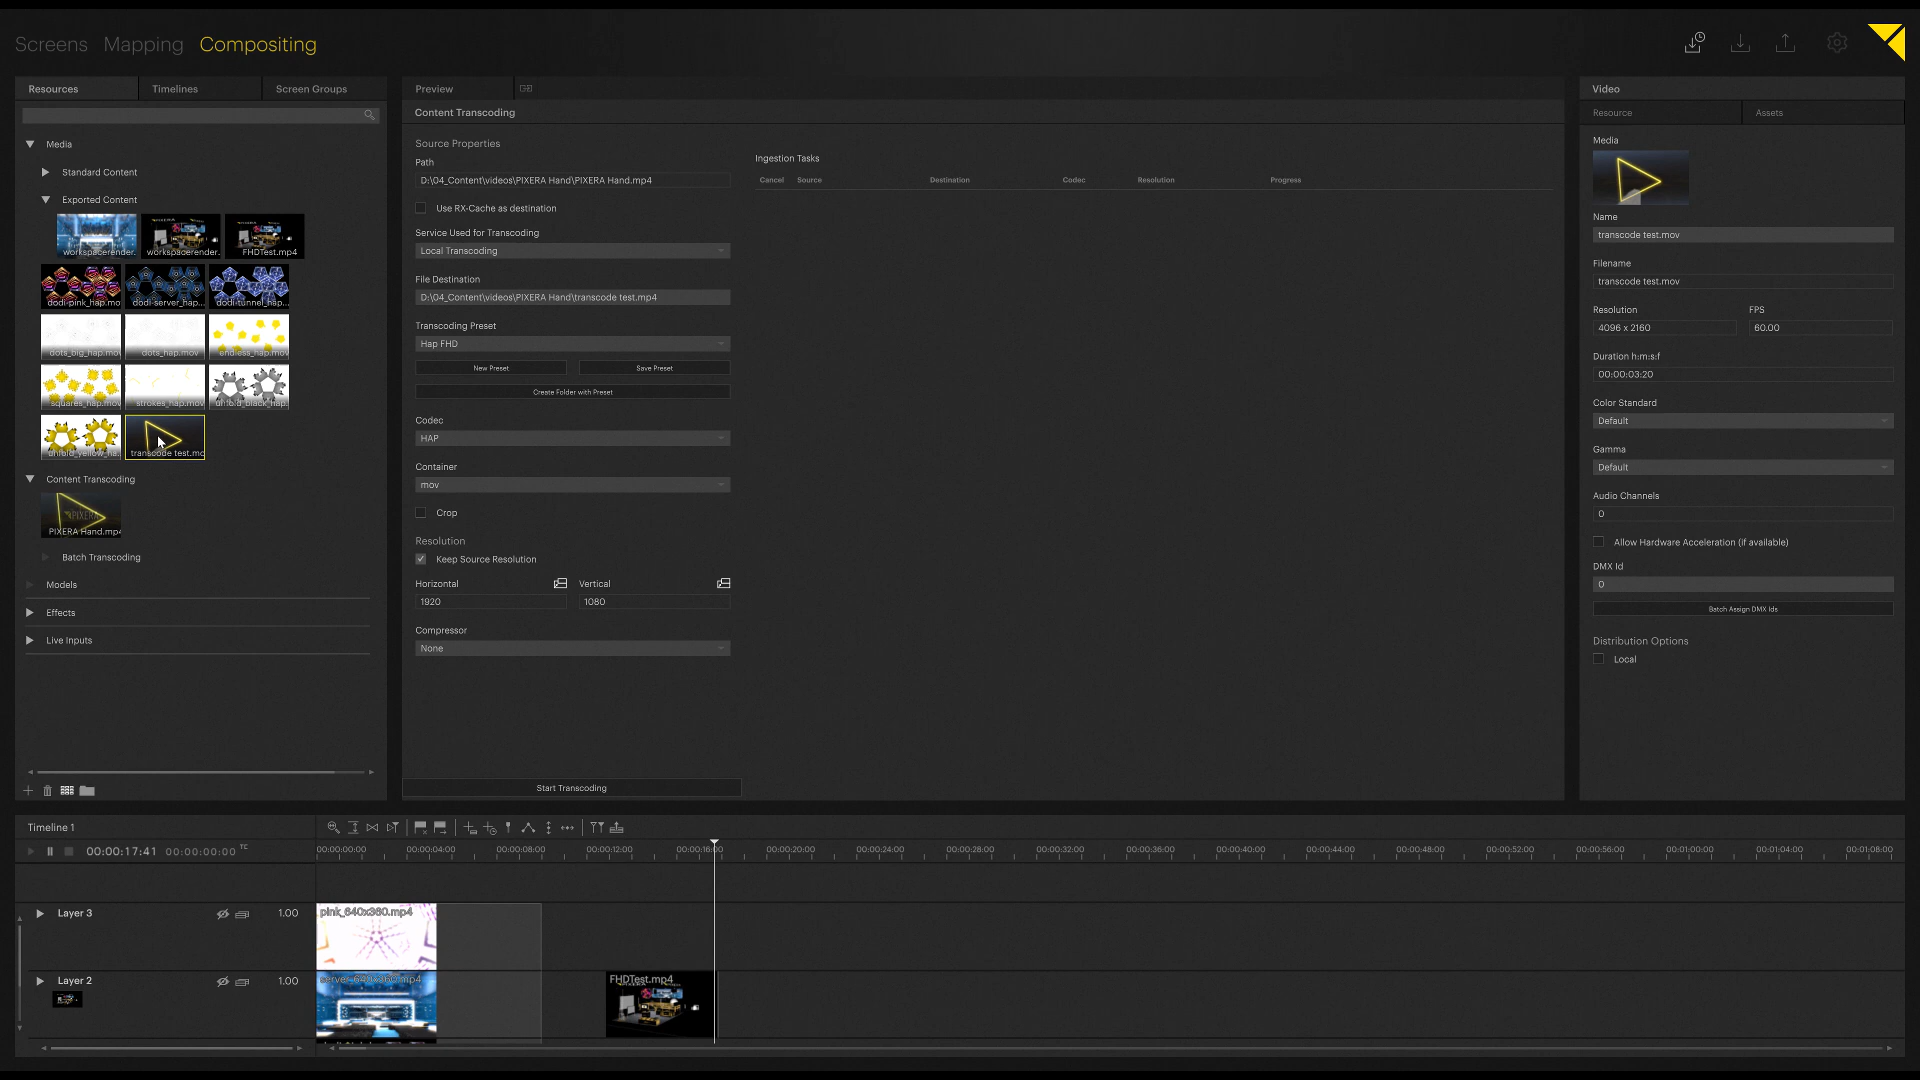 Screens Mapping Compositing
Resources Timelines Screen Groups
Media
Standard Content
Exported Content
workspacerender. workspacerender. FHDTest.mp4
dodi-pink_hap.mo dodi-server_hap... dodi-tunnel_hap...
dots_big_hap.mov dots_hap.mov endless_hap.mov
squares_hap.mov strokes_hap.mov unfold_black_hap.
unfold_yellow_ha. transcode test.mo
Content Transcoding
PIXERA Hand.mp4
Batch Transcoding
Models
Effects
Live Inputs
Preview
Content Transcoding
Source Properties
Path
D:\04_Content\videos\PIXERA Hand\PIXERA Hand.mp4
Use RX-Cache as destination
Service Used for Transcoding
Local Transcoding
File Destination
D:\04_Content\videos\PIXERA Hand\transcode test.mp4
Transcoding Preset
Hap FHD
New Preset Save Preset
Create Folder with Preset
Codec
HAP
Container
mov
Crop
Resolution
Keep Source Resolution
Horizontal Vertical
1920 1080
Compressor
None
Start Transcoding
Ingestion Tasks
Cancel Source Destination Codec Resolution Progress
Video
Resource Assets
Media
Name
transcode test.mov
Filename
transcode test.mov
Resolution FPS
4096 x 2160 60.00
Duration h:m:s:f
00:00:03:20
Color Standard
Default
Gamma
Default
Audio Channels
0
Allow Hardware Acceleration (if available)
DMX Id
0
Batch Assign DMX Ids
Distribution Options
Local
Timeline 1
00:00:17:41 00:00:00:00 TC
00:00:00:00 00:00:04:00 00:00:08:00 00:00:12:00 00:00:16:00 00:00:20:00 00:00:24:00 00:00:28:00 00:00:32:00 00:00:36:00 00:00:40:00 00:00:44:00 00:00:48:00 00:00:52:00 00:00:56:00 00:01:00:00 00:01:04:00 00:01:08:00
Layer 3 1.00
pink_640x360.mp4
Layer 2 1.00
server_640x360.mp4 FHDTest.mp4